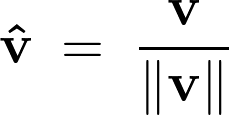 v̂ = v / ‖v‖